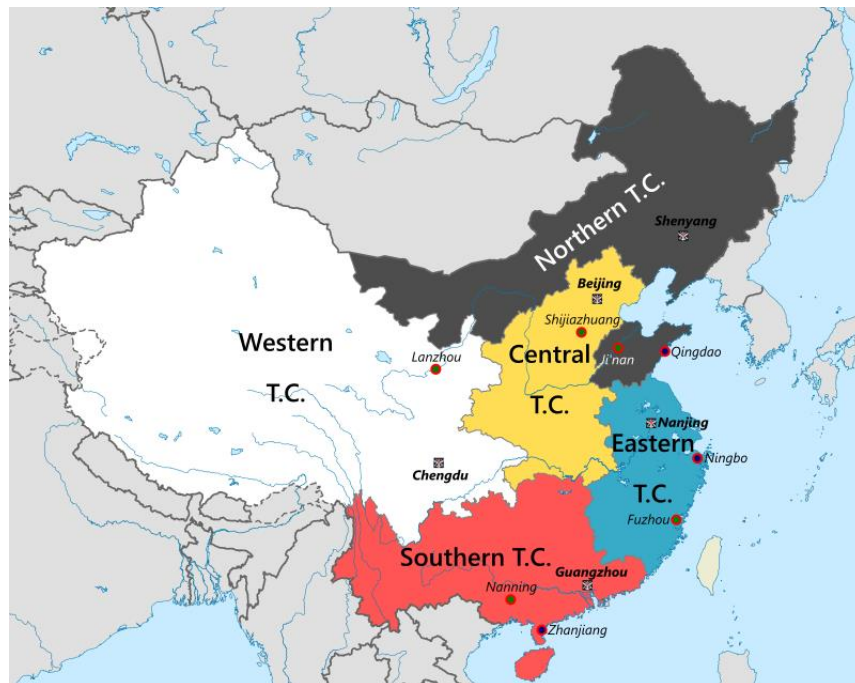 Northern T.C.
Shenyang
Beijing
Shijiazhuang
Western
T.C.
Lanzhou
Central
T.C.
Ji'nan
Qingdao
Nanjing
Eastern
T.C.
Ningbo
Chengdu
Fuzhou
Southern T.C.
Guangzhou
Nanning
Zhanjiang